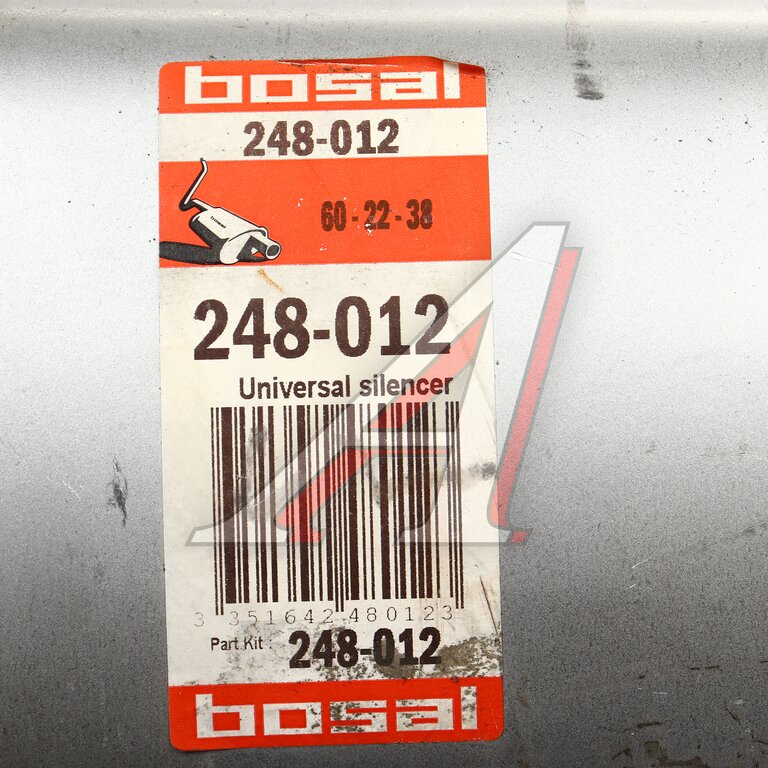 bosal
248-012
60 - 22 - 38
248-012
Universal silencer
3 351642 480123
Part Kit : 248-012
bosal